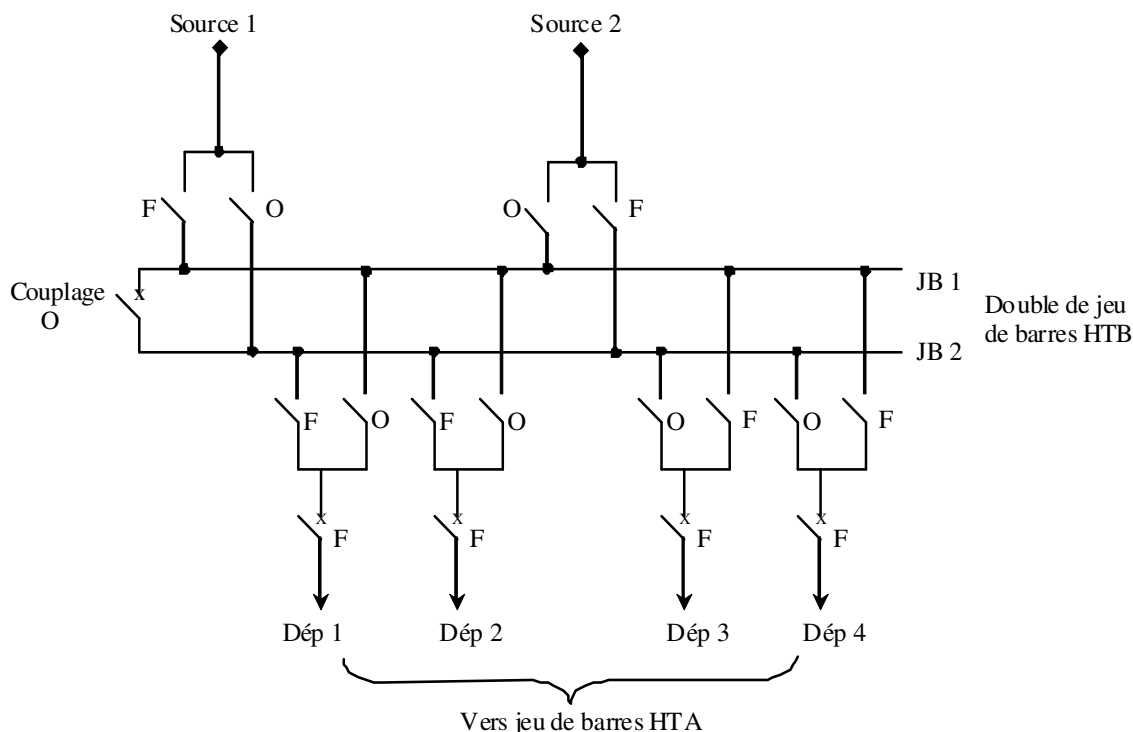 Source 1
Source 2
F
O
O
F
Couplage
O
x
JB 1
Double de jeu
de barres HTB
JB 2
F
O
F
O
O
F
O
F
x
F
x
F
x
F
x
F
Dép 1
Dép 2
Dép 3
Dép 4
Vers jeu de barres HTA